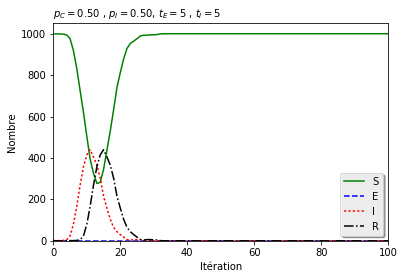 p_C = 0.50 , p_I = 0.50, t_E = 5 , t_I = 5
Nombre
1000
800
600
400
200
0
S
E
I
R
0 20 40 60 80 100
Itération